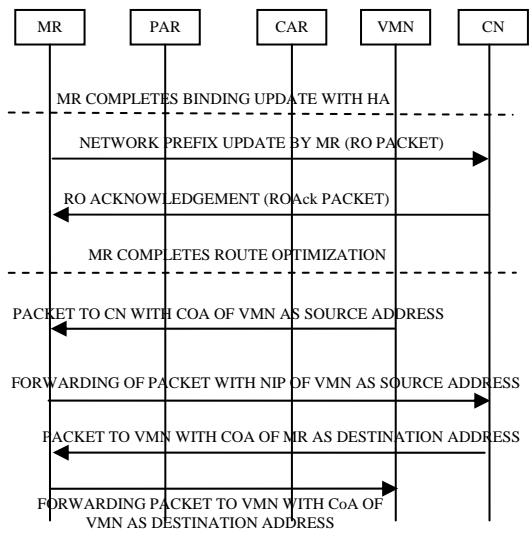 MR PAR CAR VMN CN
MR COMPLETES BINDING UPDATE WITH HA
NETWORK PREFIX UPDATE BY MR (RO PACKET)
RO ACKNOWLEDGEMENT (ROAck PACKET)
MR COMPLETES ROUTE OPTIMIZATION
PACKET TO CN WITH COA OF VMN AS SOURCE ADDRESS
FORWARDING OF PACKET WITH NIP OF VMN AS SOURCE ADDRESS
PACKET TO VMN WITH COA OF MR AS DESTINATION ADDRESS
FORWARDING PACKET TO VMN WITH CoA OF
VMN AS DESTINATION ADDRESS